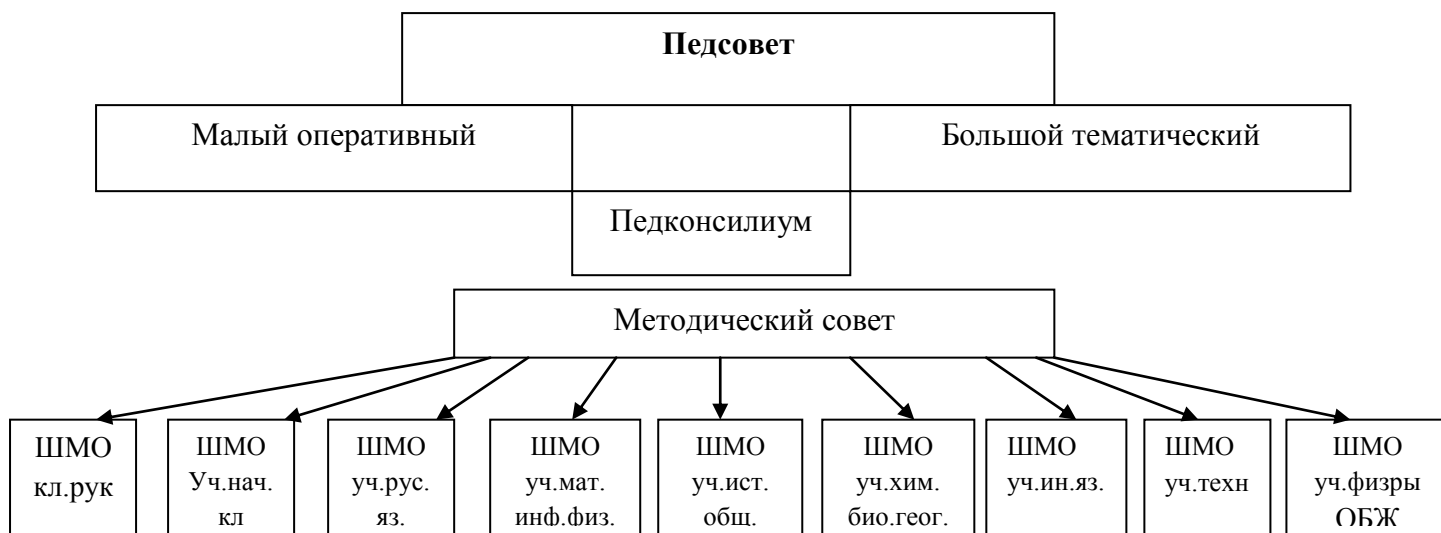 Педсовет
Малый оперативный
Большой тематический
Педконсилиум
Методический совет
ШМО
кл.рук
ШМО
Уч.нач.
кл
ШМО
уч.рус.
яз.
ШМО
уч.мат.
инф.физ.
ШМО
уч.ист.
общ.
ШМО
уч.хим.
био.геог.
ШМО
уч.ин.яз.
ШМО
уч.техн
ШМО
уч.физры
ОБЖ